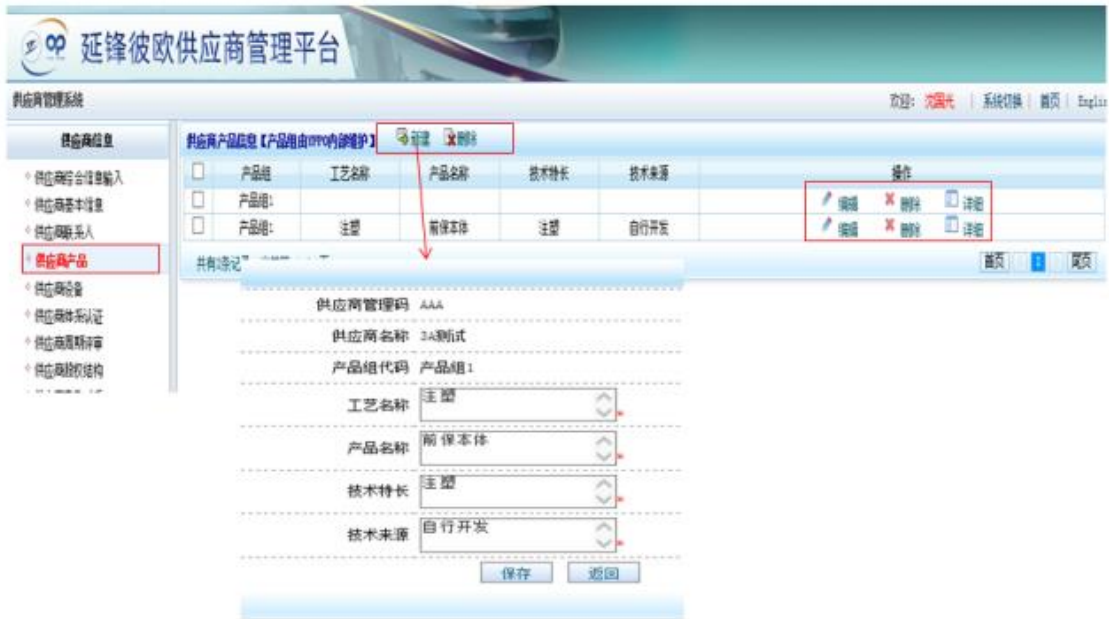 延锋彼欧供应商管理平台
供应商管理系统
欢迎: 沈国光 | 系统切换 | 首页 | Englis
供应商信息
供应商产品信息【产品组由YFPO内部维护】 新建 删除
产品组 工艺名称 产品名称 技术特长 技术来源 操作
产品组1 编辑 删除 详细
产品组1 注塑 前保本体 注塑 自行开发 编辑 删除 详细
共有2条记
首页 1 尾页
供应商综合信息输入
供应商基本信息
供应商联系人
供应商产品
供应商设备
供应商体系认证
供应商周期评审
供应商股权结构
供应商管理码 AAA
供应商名称 3A测试
产品组代码 产品组1
工艺名称 注塑 *
产品名称 前保本体 *
技术特长 注塑 *
技术来源 自行开发 *
保存 返回